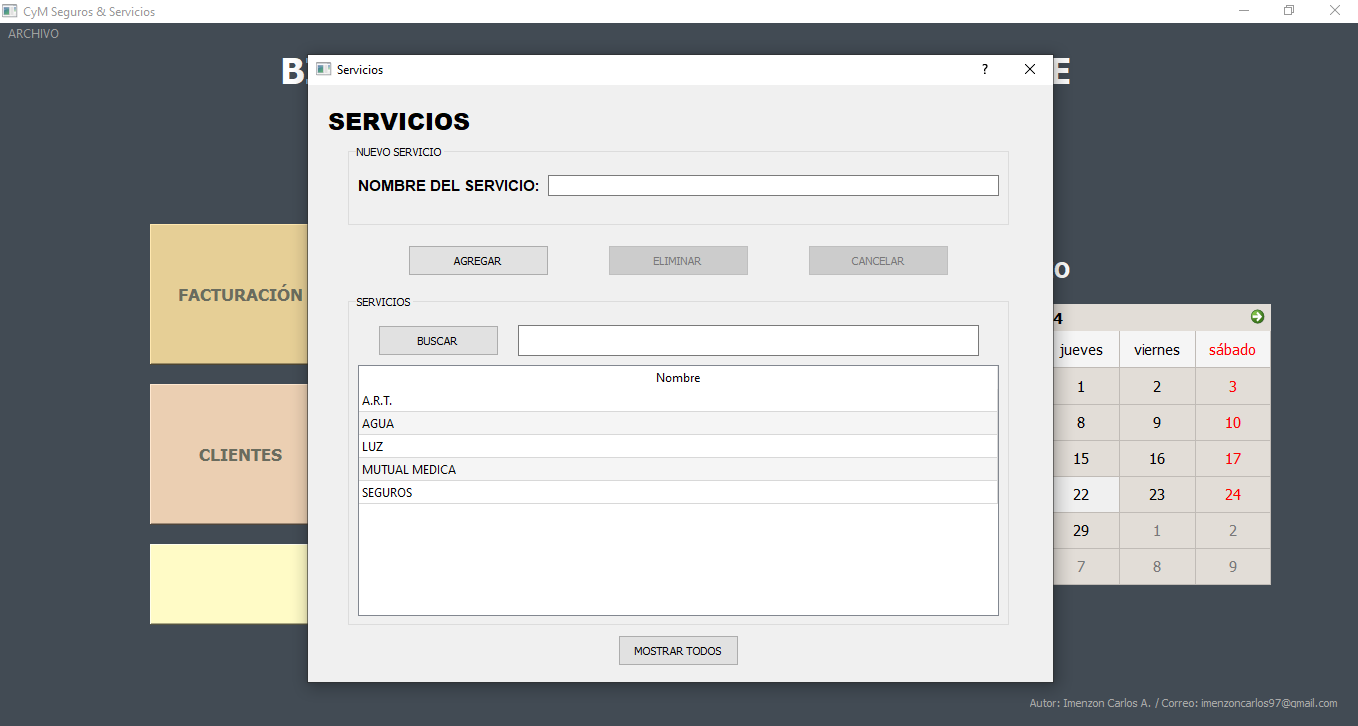 CyM Seguros & Servicios
ARCHIVO
Servicios
?
SERVICIOS
NUEVO SERVICIO
NOMBRE DEL SERVICIO:
AGREGAR ELIMINAR CANCELAR
SERVICIOS
BUSCAR
Nombre
A.R.T.
AGUA
LUZ
MUTUAL MEDICA
SEGUROS
MOSTRAR TODOS
FACTURACIÓN
CLIENTES
4
jueves viernes sábado
1 2 3
8 9 10
15 16 17
22 23 24
29 1 2
7 8 9
Autor: Imenzon Carlos A. / Correo: imenzoncarlos97@gmail.com